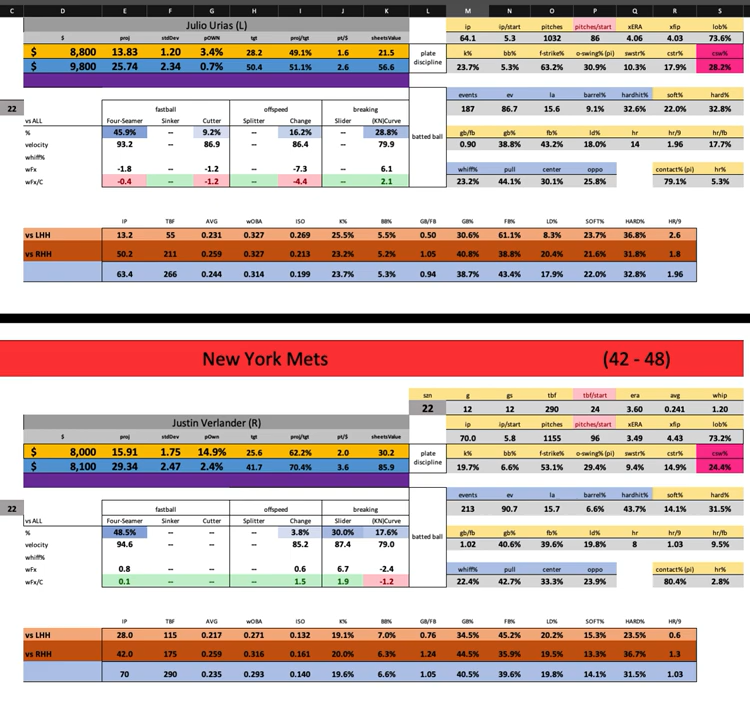 C D E F G H I J K L M N O P Q R S
Julio Urias (L) ip ip/start pitches pitches/start xERA xfip lob%
$ proj stdDev pOWN tgt proj/tgt pt/$ sheetsValue 64.1 5.3 1032 86 4.06 4.03 73.6%
$ 8,800 13.83 1.20 3.4% 28.2 49.1% 1.6 21.5 plate discipline k% bb% f-strike% o-swing% (pi) swstr% cstr% csw%
$ 9,800 25.74 2.34 0.7% 50.4 51.1% 2.6 56.6 23.7% 5.3% 63.2% 30.9% 10.3% 17.9% 28.2%
events ev la barrel% hardhit% soft% hard%
22 fastball offspeed breaking 187 86.7 15.6 9.1% 32.6% 22.0% 32.8%
vs ALL Four-Seamer Sinker Cutter Splitter Change Slider (KN)Curve batted ball
% 45.9% -- 9.2% -- 16.2% -- 28.8% gb/fb gb% fb% ld% hr hr/9 hr/fb
velocity 93.2 -- 86.9 -- 86.4 -- 79.9 0.90 38.8% 43.2% 18.0% 14 1.96 17.7%
whiff%
wFx -1.8 -- -1.2 -- -7.3 -- 6.1 whiff% pull center oppo contact% (pi) hr%
wFx/C -0.4 -- -1.2 -- -4.4 -- 2.1 23.2% 44.1% 30.1% 25.8% 79.1% 5.3%
IP TBF AVG wOBA ISO K% BB% GB/FB GB% FB% LD% SOFT% HARD% HR/9
vs LHH 13.2 55 0.231 0.327 0.269 25.5% 5.5% 0.50 30.6% 61.1% 8.3% 23.7% 36.8% 2.6
vs RHH 50.2 211 0.259 0.327 0.213 23.2% 5.2% 1.05 40.8% 38.8% 20.4% 21.6% 31.8% 1.8
63.4 266 0.244 0.314 0.199 23.7% 5.3% 0.94 38.7% 43.4% 17.9% 22.0% 32.8% 1.96
New York Mets (42 - 48)
szn g gs tbf tbf/start era avg whip
22 12 12 290 24 3.60 0.241 1.20
Justin Verlander (R) ip ip/start pitches pitches/start xERA xfip lob%
$ proj stdDev pOwn tgt proj/tgt pt/$ sheetsValue 70.0 5.8 1155 96 3.49 4.43 73.2%
$ 8,000 15.91 1.75 14.9% 25.6 62.2% 2.0 30.2 plate discipline k% bb% f-strike% o-swing% (pi) swstr% cstr% csw%
$ 8,100 29.34 2.47 2.4% 41.7 70.4% 3.6 85.9 19.7% 6.6% 53.1% 29.4% 9.4% 14.9% 24.4%
events ev la barrel% hardhit% soft% hard%
22 fastball offspeed breaking 213 90.7 15.7 6.6% 43.7% 14.1% 31.5%
vs ALL Four-Seamer Sinker Cutter Splitter Change Slider (KN)Curve batted ball
% 48.5% -- -- -- 3.8% 30.0% 17.6% gb/fb gb% fb% ld% hr hr/9 hr/fb
velocity 94.6 -- -- -- 85.2 87.4 79.0 1.02 40.6% 39.6% 19.8% 8 1.03 9.5%
whiff%
wFx 0.8 -- -- -- 0.6 6.7 -2.4 whiff% pull center oppo contact% (pi) hr%
wFx/C 0.1 -- -- -- 1.5 1.9 -1.2 22.4% 42.7% 33.3% 23.9% 80.4% 2.8%
IP TBF AVG wOBA ISO K% BB% GB/FB GB% FB% LD% SOFT% HARD% HR/9
vs LHH 28.0 115 0.217 0.271 0.132 19.1% 7.0% 0.76 34.5% 45.2% 20.2% 15.3% 23.5% 0.6
vs RHH 42.0 175 0.259 0.316 0.161 20.0% 6.3% 1.24 44.5% 35.9% 19.5% 13.3% 36.7% 1.3
70 290 0.235 0.293 0.140 19.6% 6.6% 1.05 40.5% 39.6% 19.8% 14.1% 31.5% 1.03